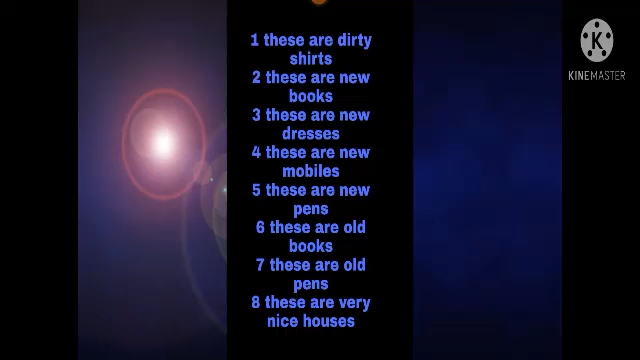 1 these are dirty
shirts
2 these are new
books
3 these are new
dresses
4 these are new
mobiles
5 these are new
pens
6 these are old
books
7 these are old
pens
8 these are very
nice houses
K
KINEMASTER